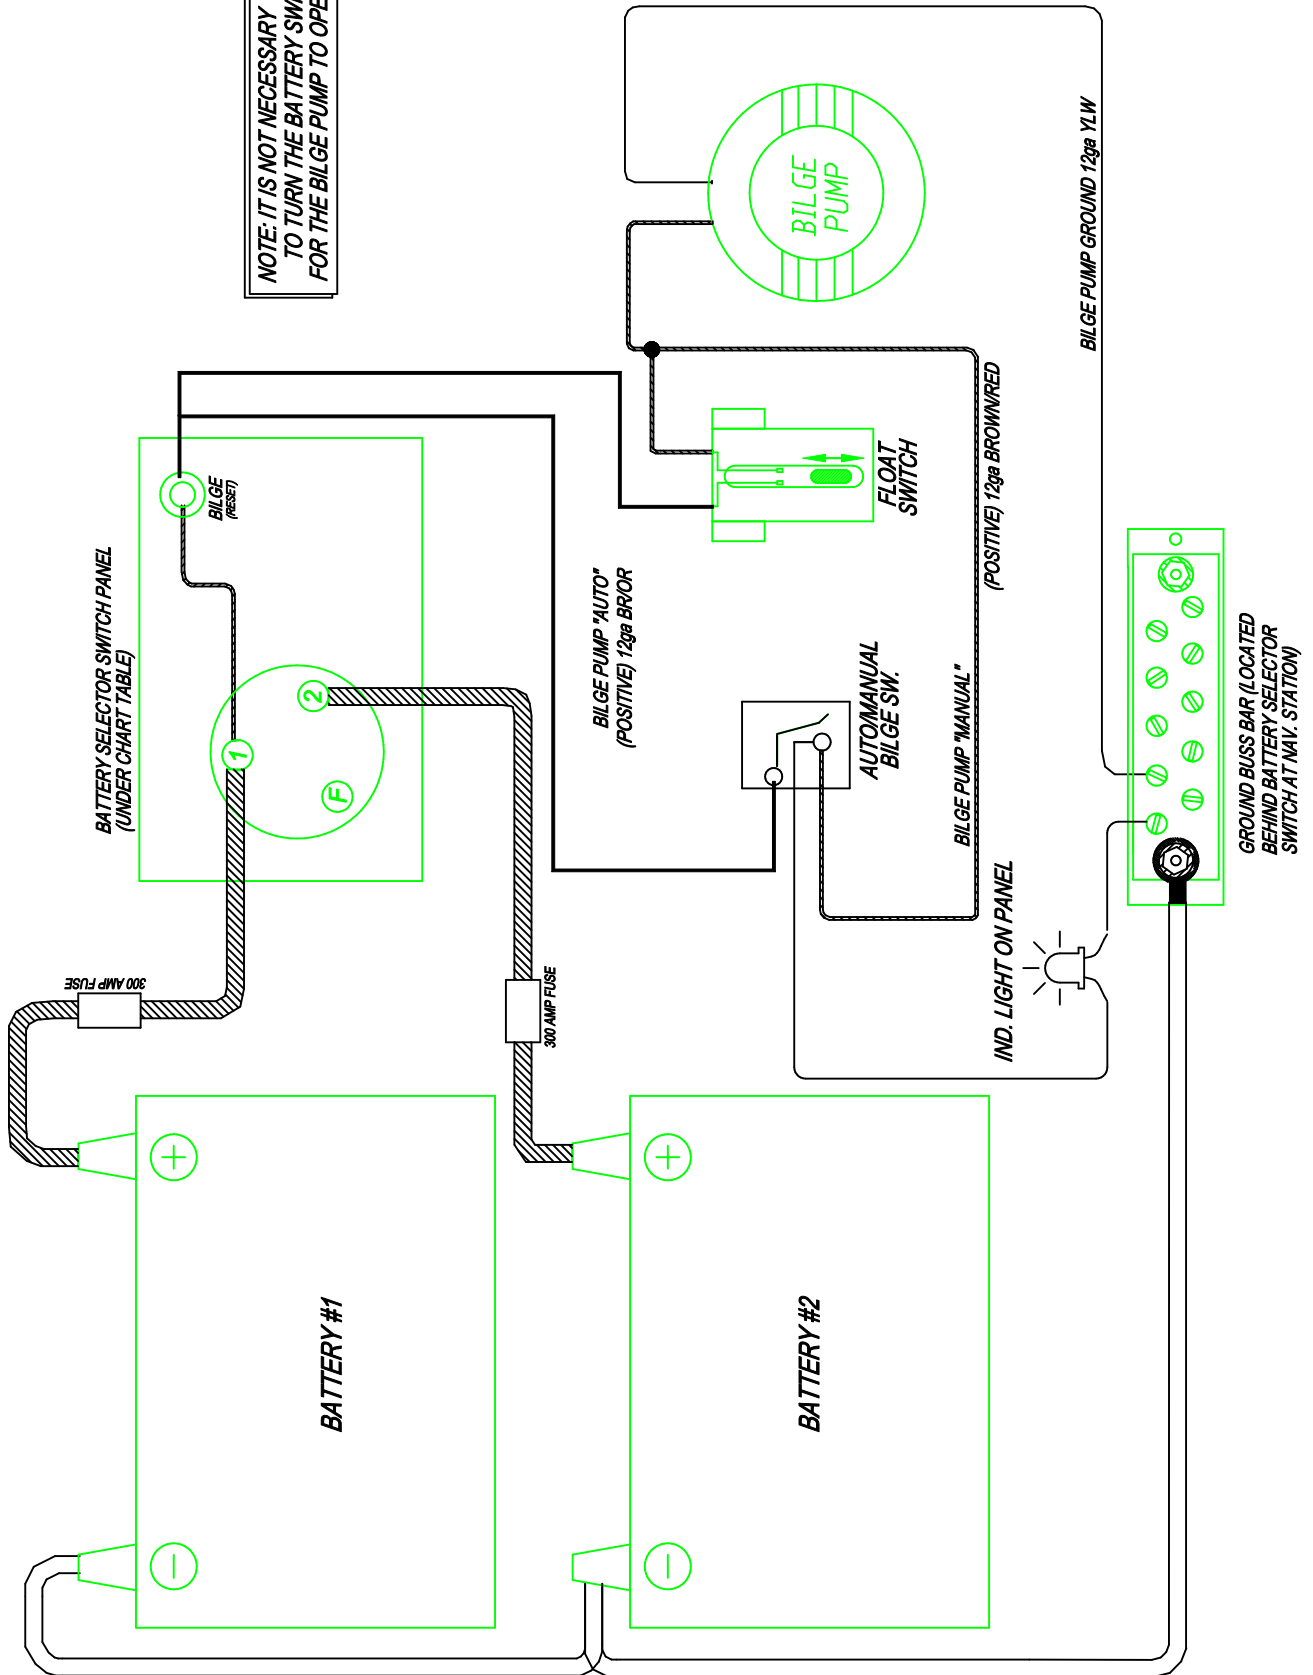 NOTE: IT IS NOT NECESSARY
TO TURN THE BATTERY
FOR THE BILGE PUMP TO
BATTERY SELECTOR SWITCH PANEL
(UNDER CHART TABLE)
BILGE
(RESET)
1
2
F
300 AMP FUSE
300 AMP FUSE
BATTERY #1
+
−
BATTERY #2
+
−
BILGE PUMP "AUTO"
(POSITIVE) 12ga BR/OR
FLOAT
SWITCH
BILGE
PUMP
AUTO/MANUAL
BILGE SW.
BILGE PUMP "MANUAL"
(POSITIVE) 12ga BROWN/RED
BILGE PUMP GROUND 12ga YLW
IND. LIGHT ON PANEL
GROUND BUSS BAR (LOCATED
BEHIND BATTERY SELECTOR
SWITCH AT NAV. STATION)